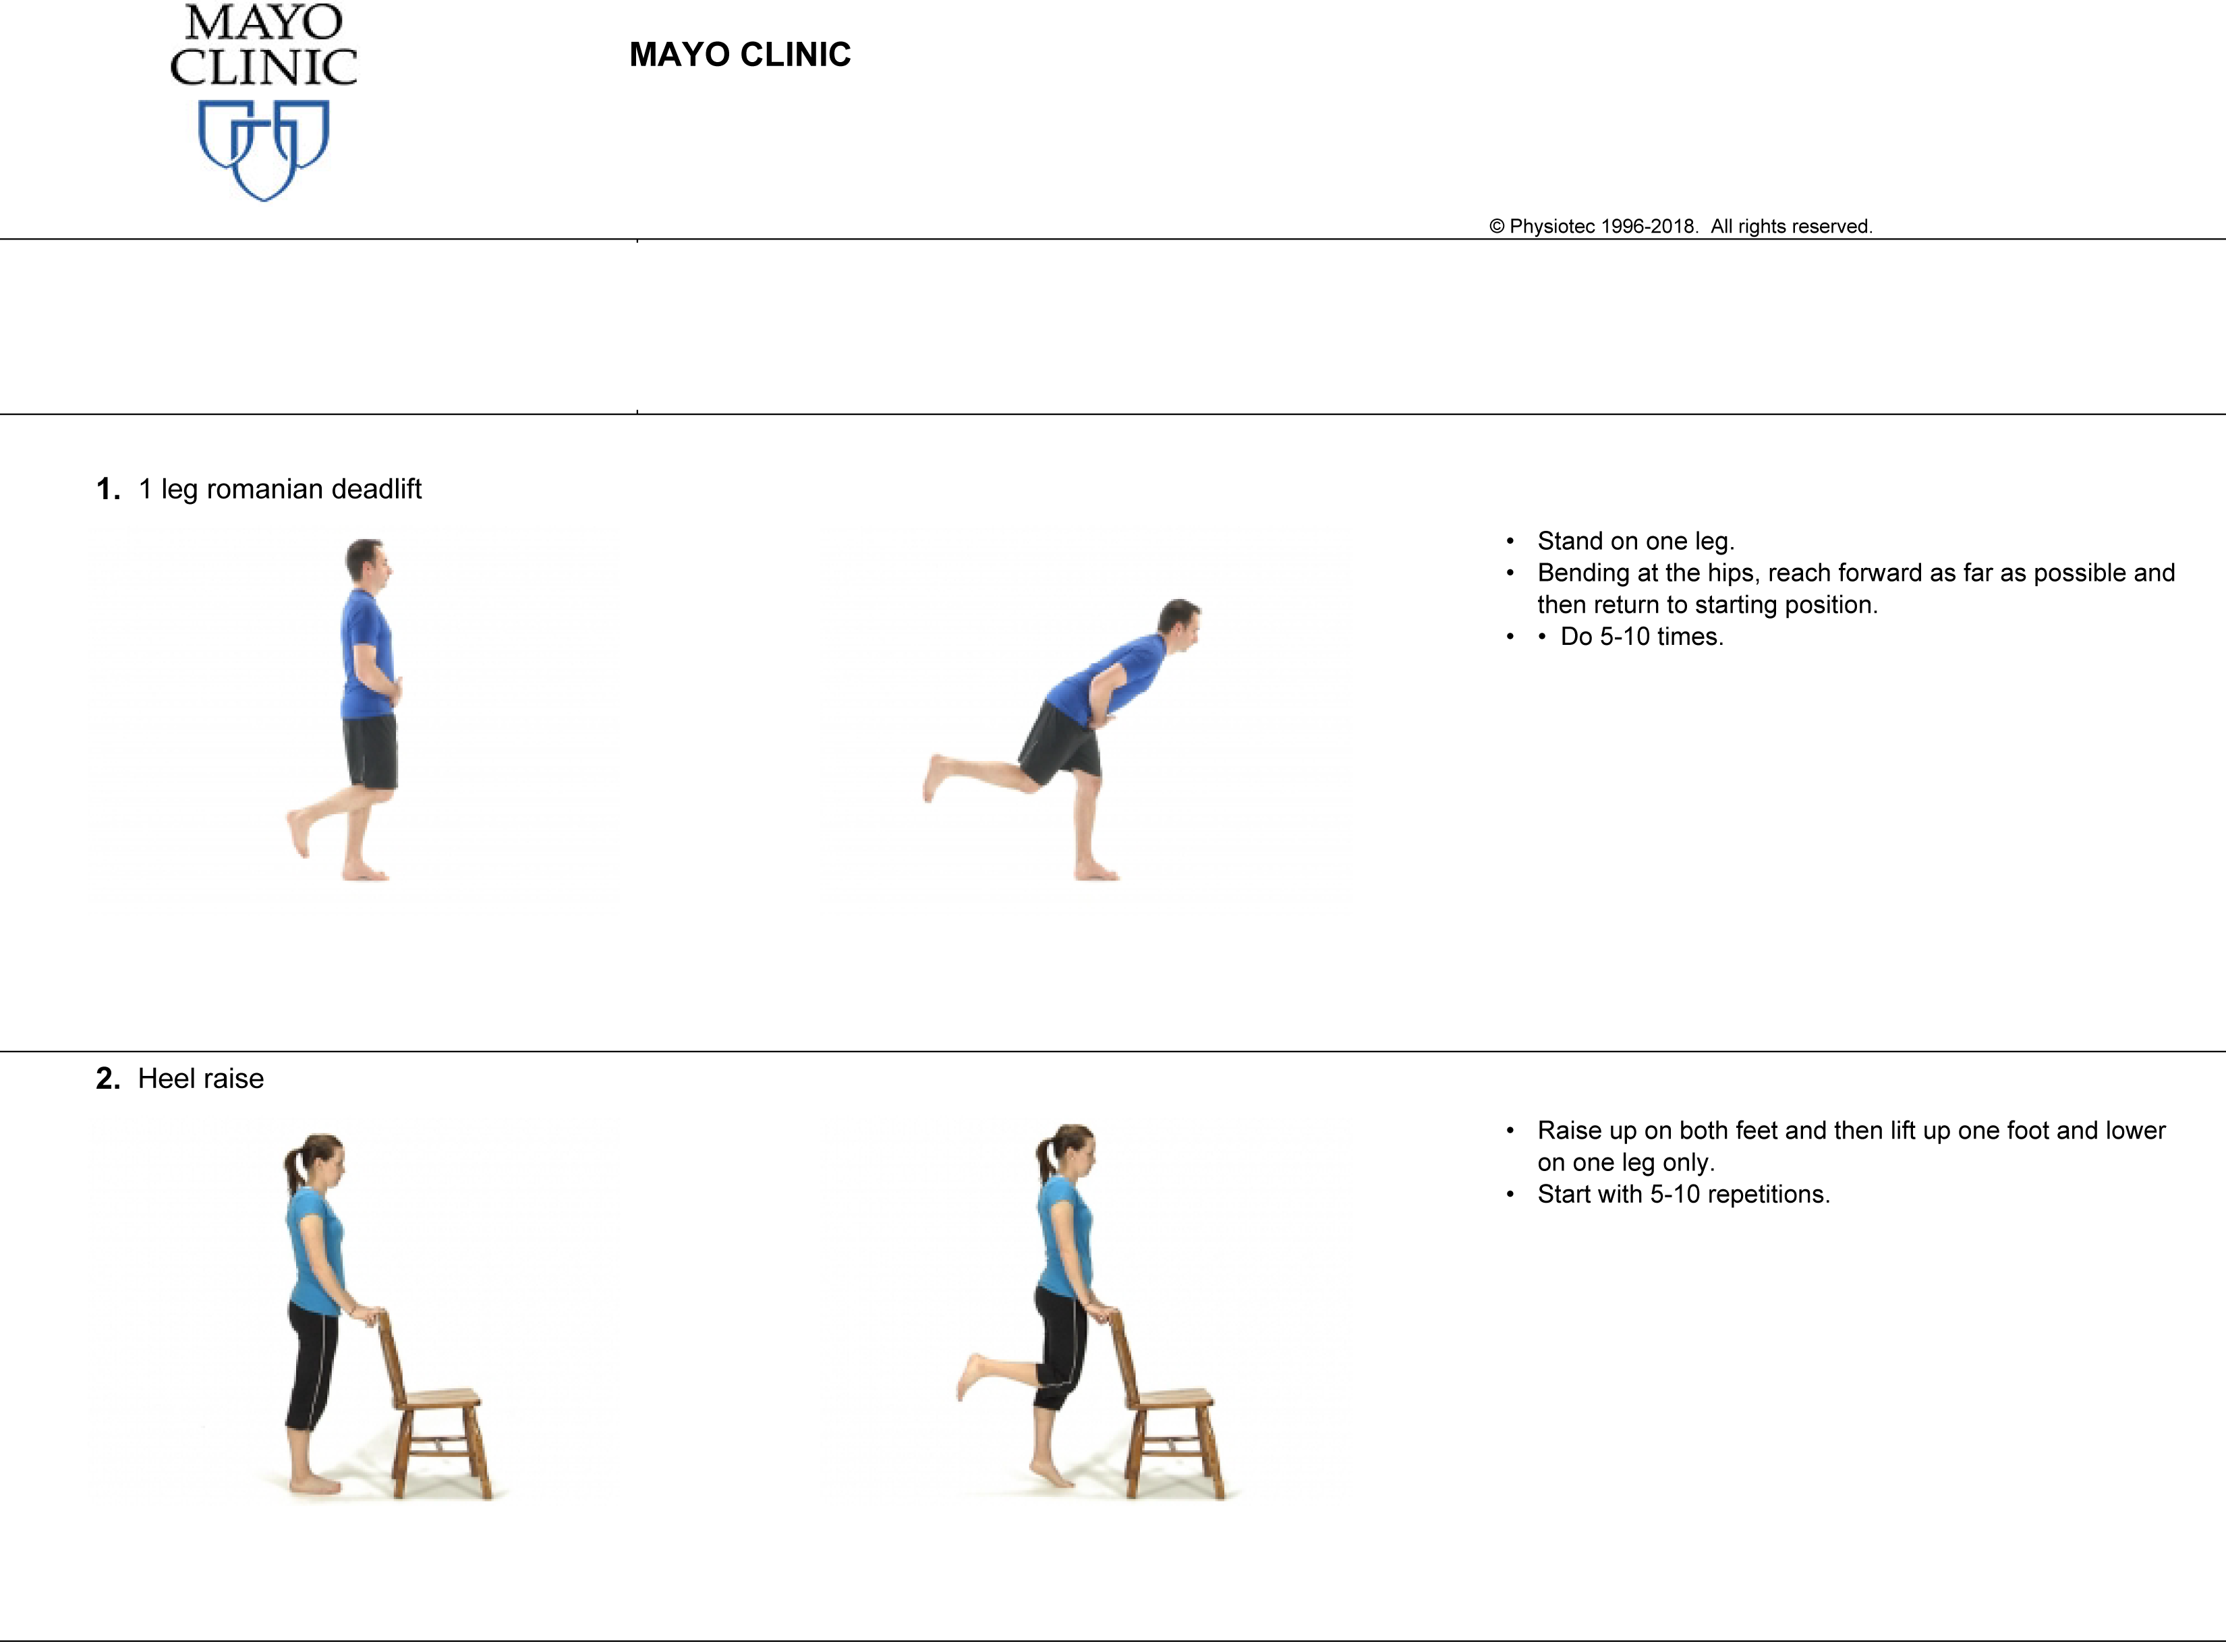 MAYO
CLINIC
MAYO CLINIC
© Physiotec 1996-2018.  All rights reserved.
1. 1 leg romanian deadlift
• Stand on one leg.
• Bending at the hips, reach forward as far as possible and
then return to starting position.
• • Do 5-10 times.
2. Heel raise
• Raise up on both feet and then lift up one foot and lower
on one leg only.
• Start with 5-10 repetitions.